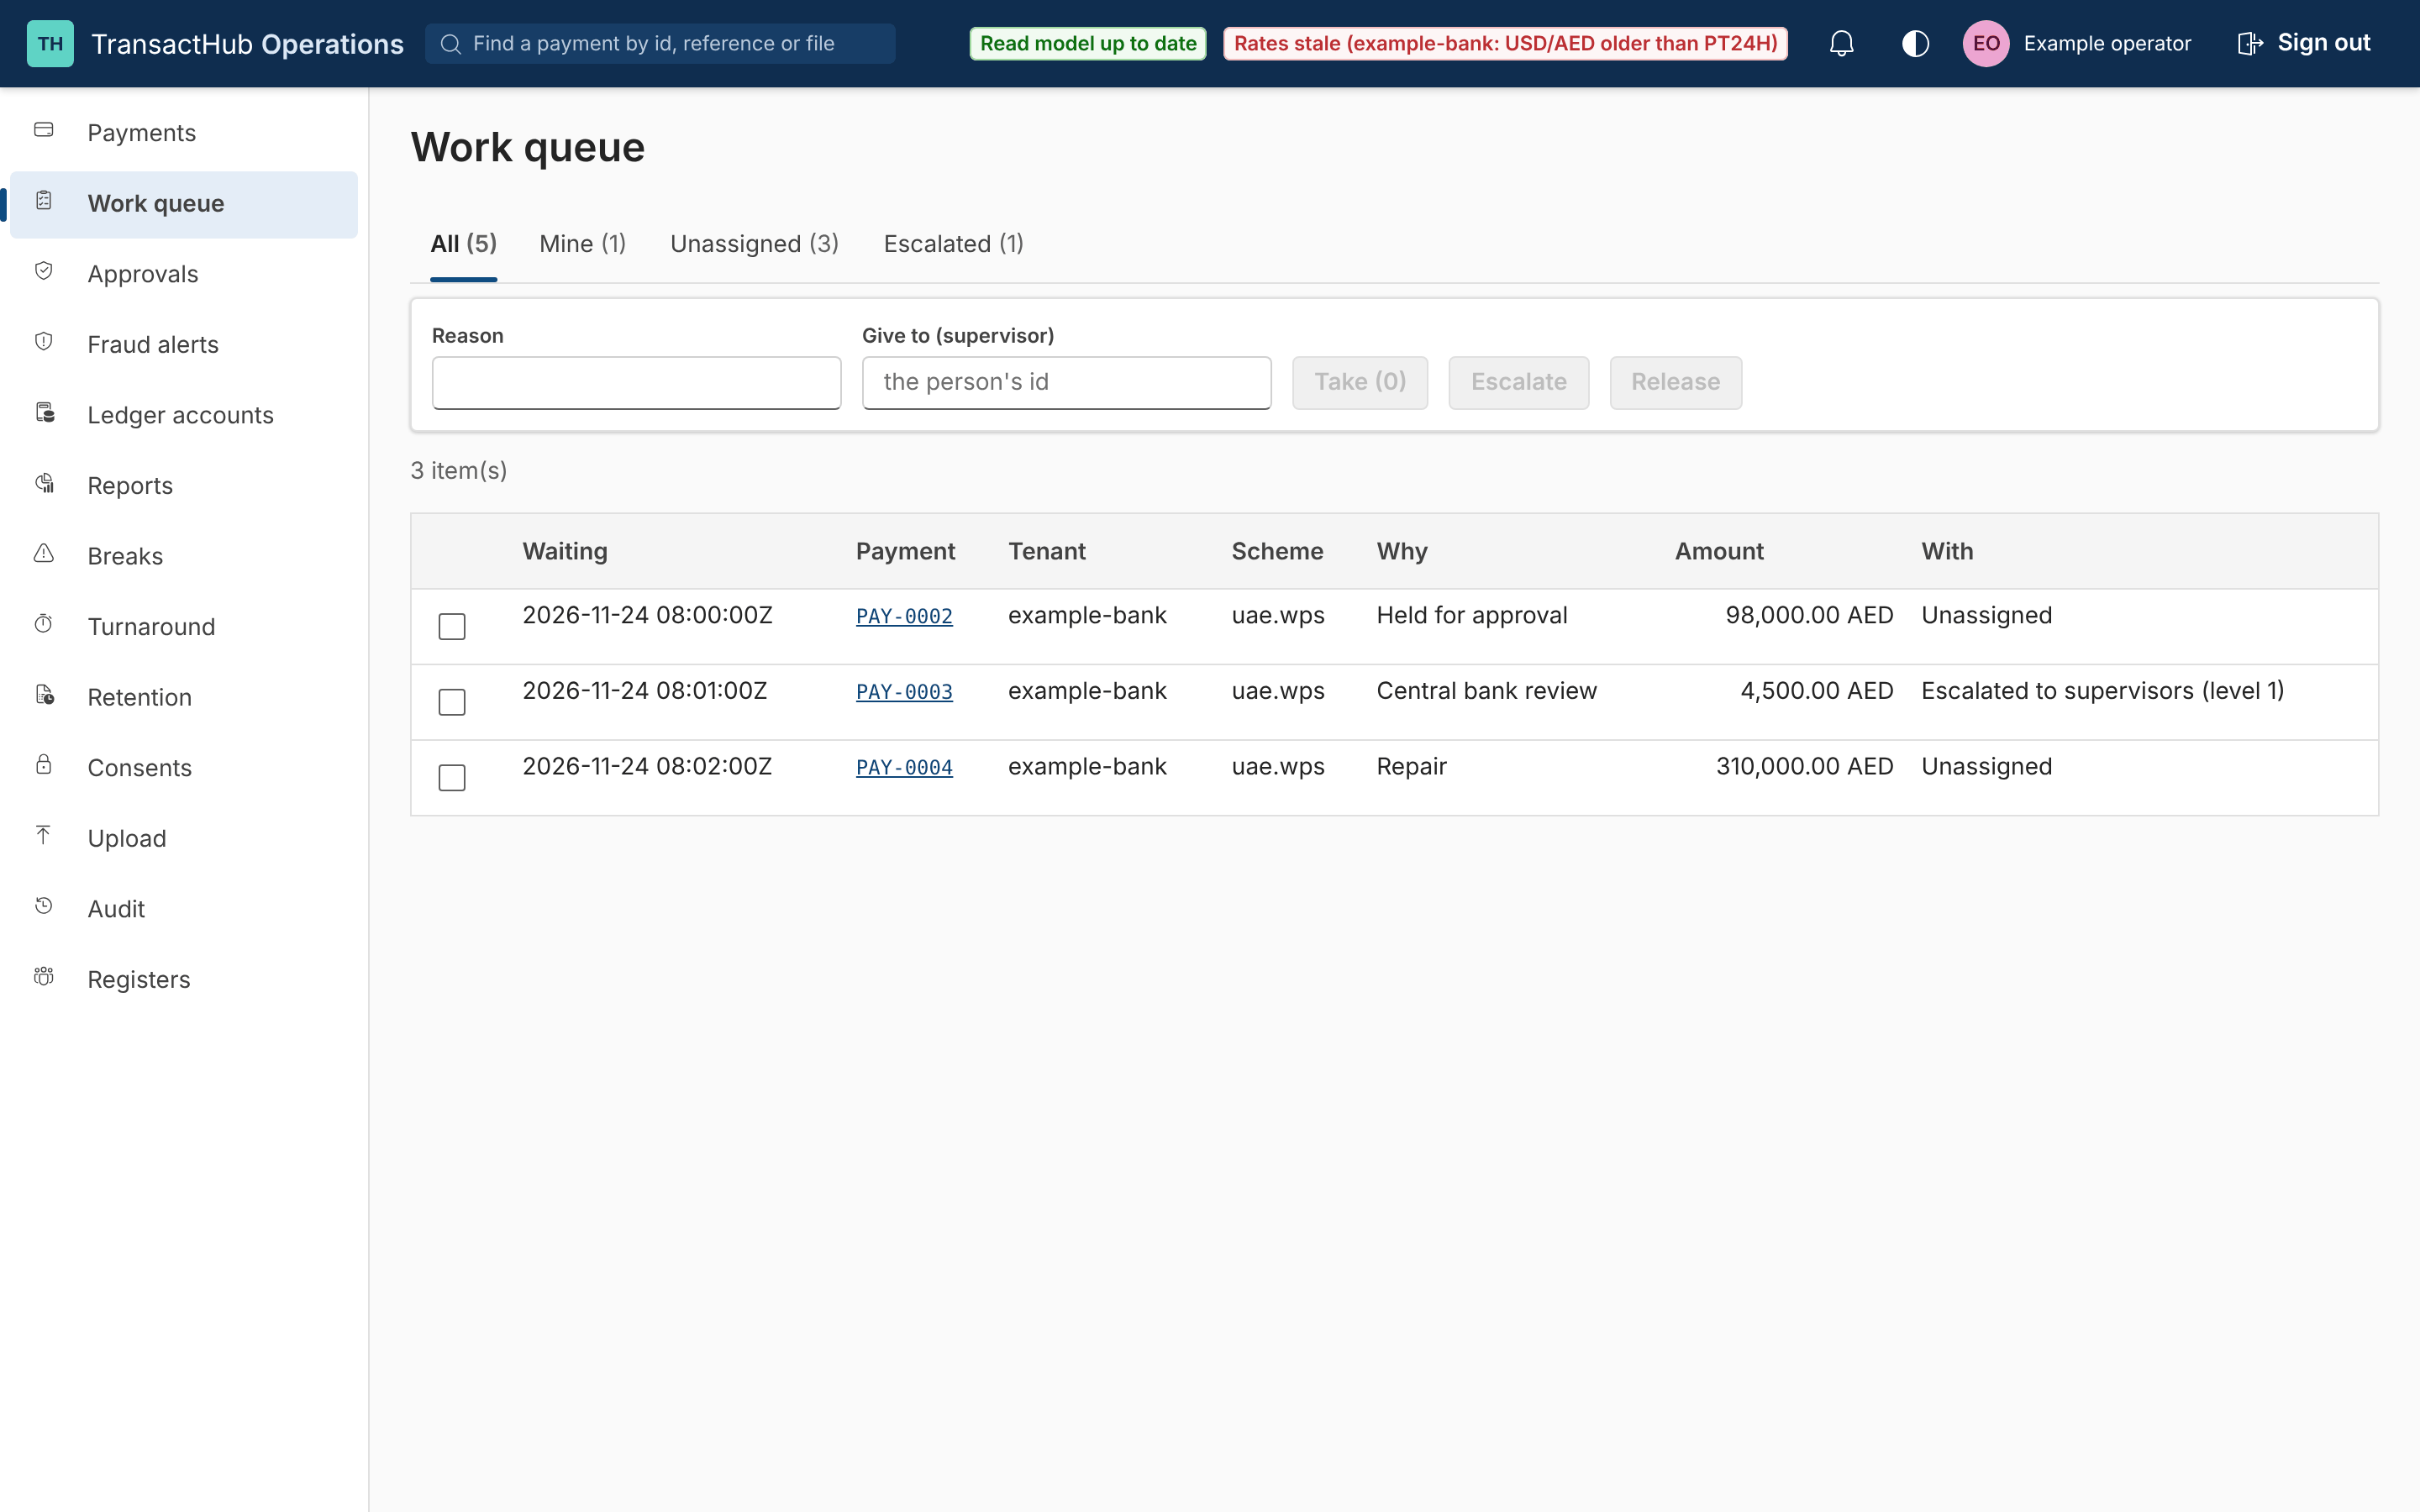 TH TransactHub Operations Find a payment by id, reference or file Read model up to date Rates stale (example-bank: USD/AED older than PT24H) EO Example operator Sign out
Payments
Work queue
Approvals
Fraud alerts
Ledger accounts
Reports
Breaks
Turnaround
Retention
Consents
Upload
Audit
Registers
Work queue
All (5) Mine (1) Unassigned (3) Escalated (1)
Reason Give to (supervisor)
the person's id Take (0) Escalate Release
3 item(s)
Waiting Payment Tenant Scheme Why Amount With
2026-11-24 08:00:00Z PAY-0002 example-bank uae.wps Held for approval 98,000.00 AED Unassigned
2026-11-24 08:01:00Z PAY-0003 example-bank uae.wps Central bank review 4,500.00 AED Escalated to supervisors (level 1)
2026-11-24 08:02:00Z PAY-0004 example-bank uae.wps Repair 310,000.00 AED Unassigned